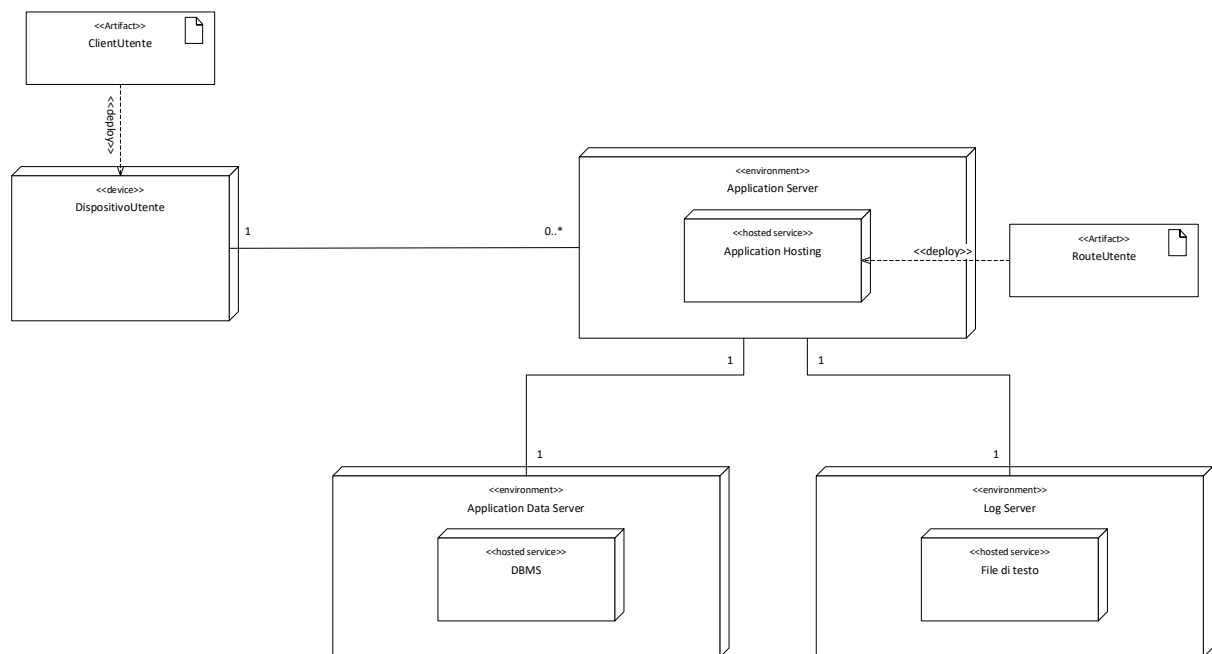 <<Artifact>>
ClientUtente
<<deploy>>
<<device>>
DispositivoUtente
1
0..*
<<environment>>
Application Server
<<hosted service>>
Application Hosting
<<deploy>>
<<Artifact>>
RouteUtente
1
1
1
1
<<environment>>
Application Data Server
<<hosted service>>
DBMS
<<environment>>
Log Server
<<hosted service>>
File di testo